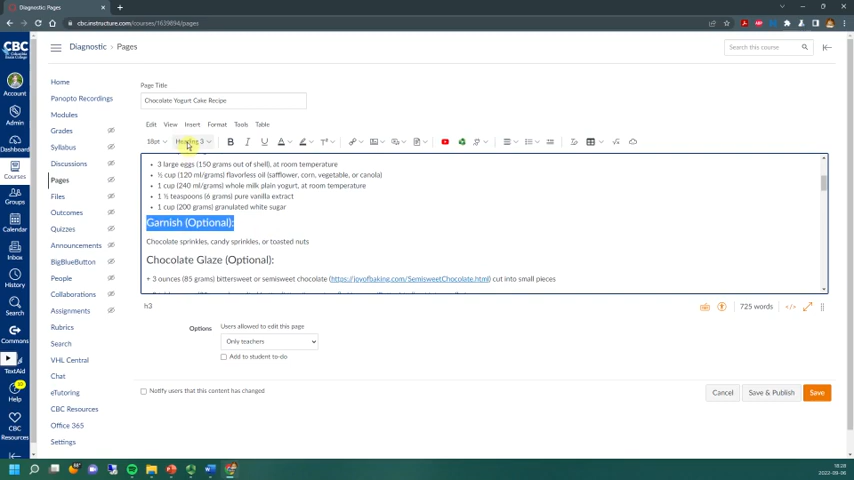 Diagnostic Pages
cbc.instructure.com/courses/1639894/pages
CBC
Diagnostic > Pages
Search this course
Account
Admin
Dashboard
Courses
Groups
Calendar
Inbox
History
Search
Commons
TextAid
10
Help
CBC
Resources
Home
Panopto Recordings
Modules
Grades
Syllabus
Discussions
Pages
Files
Outcomes
Quizzes
Announcements
BigBlueButton
People
Collaborations
Assignments
Rubrics
Search
VHL Central
Chat
eTutoring
CBC Resources
Office 365
Settings
Page Title
Chocolate Yogurt Cake Recipe
Edit View Insert Format Tools Table
18pt Heading 3 B I U A
• 3 large eggs (150 grams out of shell), at room temperature
• ½ cup (120 ml/grams) flavorless oil (safflower, corn, vegetable, or canola)
• 1 cup (240 ml/grams) whole milk plain yogurt, at room temperature
• 1 ½ teaspoons (6 grams) pure vanilla extract
• 1 cup (200 grams) granulated white sugar
Garnish (Optional):
Chocolate sprinkles, candy sprinkles, or toasted nuts
Chocolate Glaze (Optional):
+ 3 ounces (85 grams) bittersweet or semisweet chocolate (https://joyofbaking.com/SemisweetChocolate.html) cut into small pieces
h3
725 words </>
Options
Users allowed to edit this page
Only teachers
Add to student to-do
Notify users that this content has changed
Cancel
Save & Publish
Save
18:28
2022-09-06